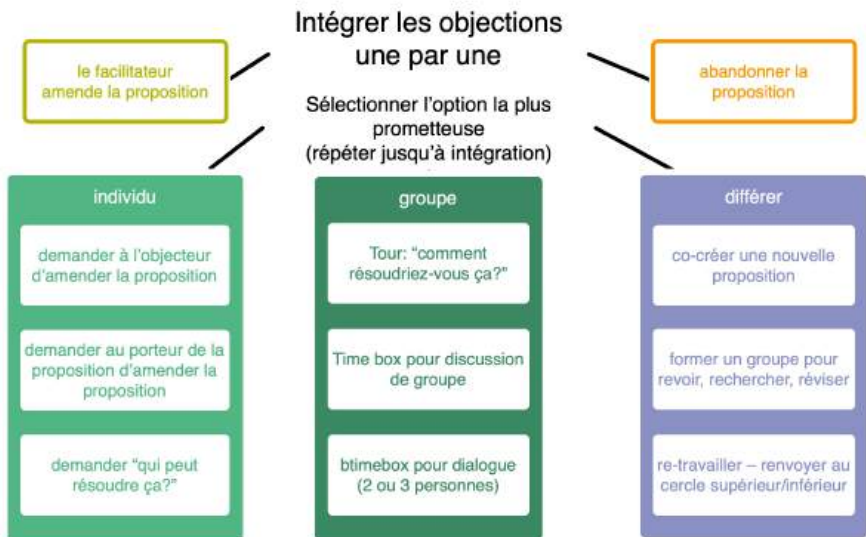 Intégrer les objections
une par une
le facilitateur
amende la proposition
abandonner la
proposition
Sélectionner l'option la plus
prometteuse
(répéter jusqu'à intégration)
individu
demander à l'objecteur
d'amender la proposition
demander au porteur de la
proposition d'amender la
proposition
demander “qui peut
résoudre ça?”
groupe
Tour: “comment
résoudriez-vous ça?”
Time box pour discussion
de groupe
btimebox pour dialogue
(2 ou 3 personnes)
différer
co-créer une nouvelle
proposition
former un groupe pour
revoir, rechercher, réviser
re-travailler – renvoyer au
cercle supérieur/inférieur